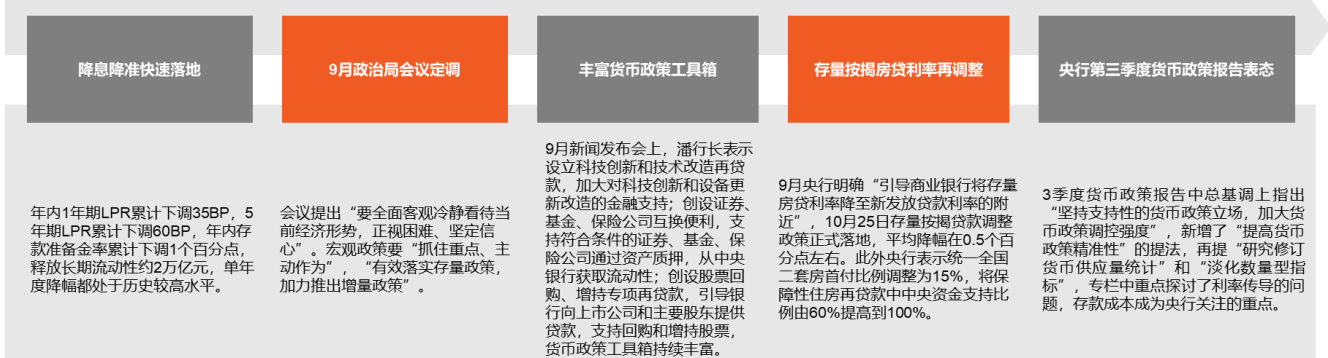 降息降准快速落地
年内1年期LPR累计下调35BP，5
年期LPR累计下调60BP，年内存
款准备金率累计下调1个百分点，
释放长期流动性约2万亿元，单年
度降幅都处于历史较高水平。
9月政治局会议定调
会议提出“要全面客观冷静看待当
前经济形势，正视困难、坚定信
心”。宏观政策要“抓住重点、主
动作为”，“有效落实存量政策，
加力推出增量政策”。
丰富货币政策工具箱
9月新闻发布会上，潘行长表示
设立科技创新和技术改造再贷
款，加大对科技创新和设备更
新改造的金融支持；创设证券、
基金、保险公司互换便利，支
持符合条件的证券、基金、保
险公司通过资产质押，从中央
银行获取流动性；创设股票回
购、增持专项再贷款，引导银
行向上市公司和主要股东提供
贷款，支持回购和增持股票，
货币政策工具箱持续丰富。
存量按揭房贷利率再调整
9月央行明确“引导商业银行将存量
房贷利率降至新发放贷款利率的附
近”，10月25日存量按揭贷款调整
政策正式落地，平均降幅在0.5个百
分点左右。此外央行表示统一全国
二套房首付比例调整为15%，将保
障性住房再贷款中中央资金支持比
例由60%提高到100%。
央行第三季度货币政策报告表态
3季度货币政策报告中总基调上指出
“坚持支持性的货币政策立场，加大货
币政策调控强度”，新增了“提高货币
政策精准性”的提法，再提“研究修订
货币供应量统计”和“淡化数量型指
标”，专栏中重点探讨了利率传导的问
题，存款成本成为央行关注的重点。